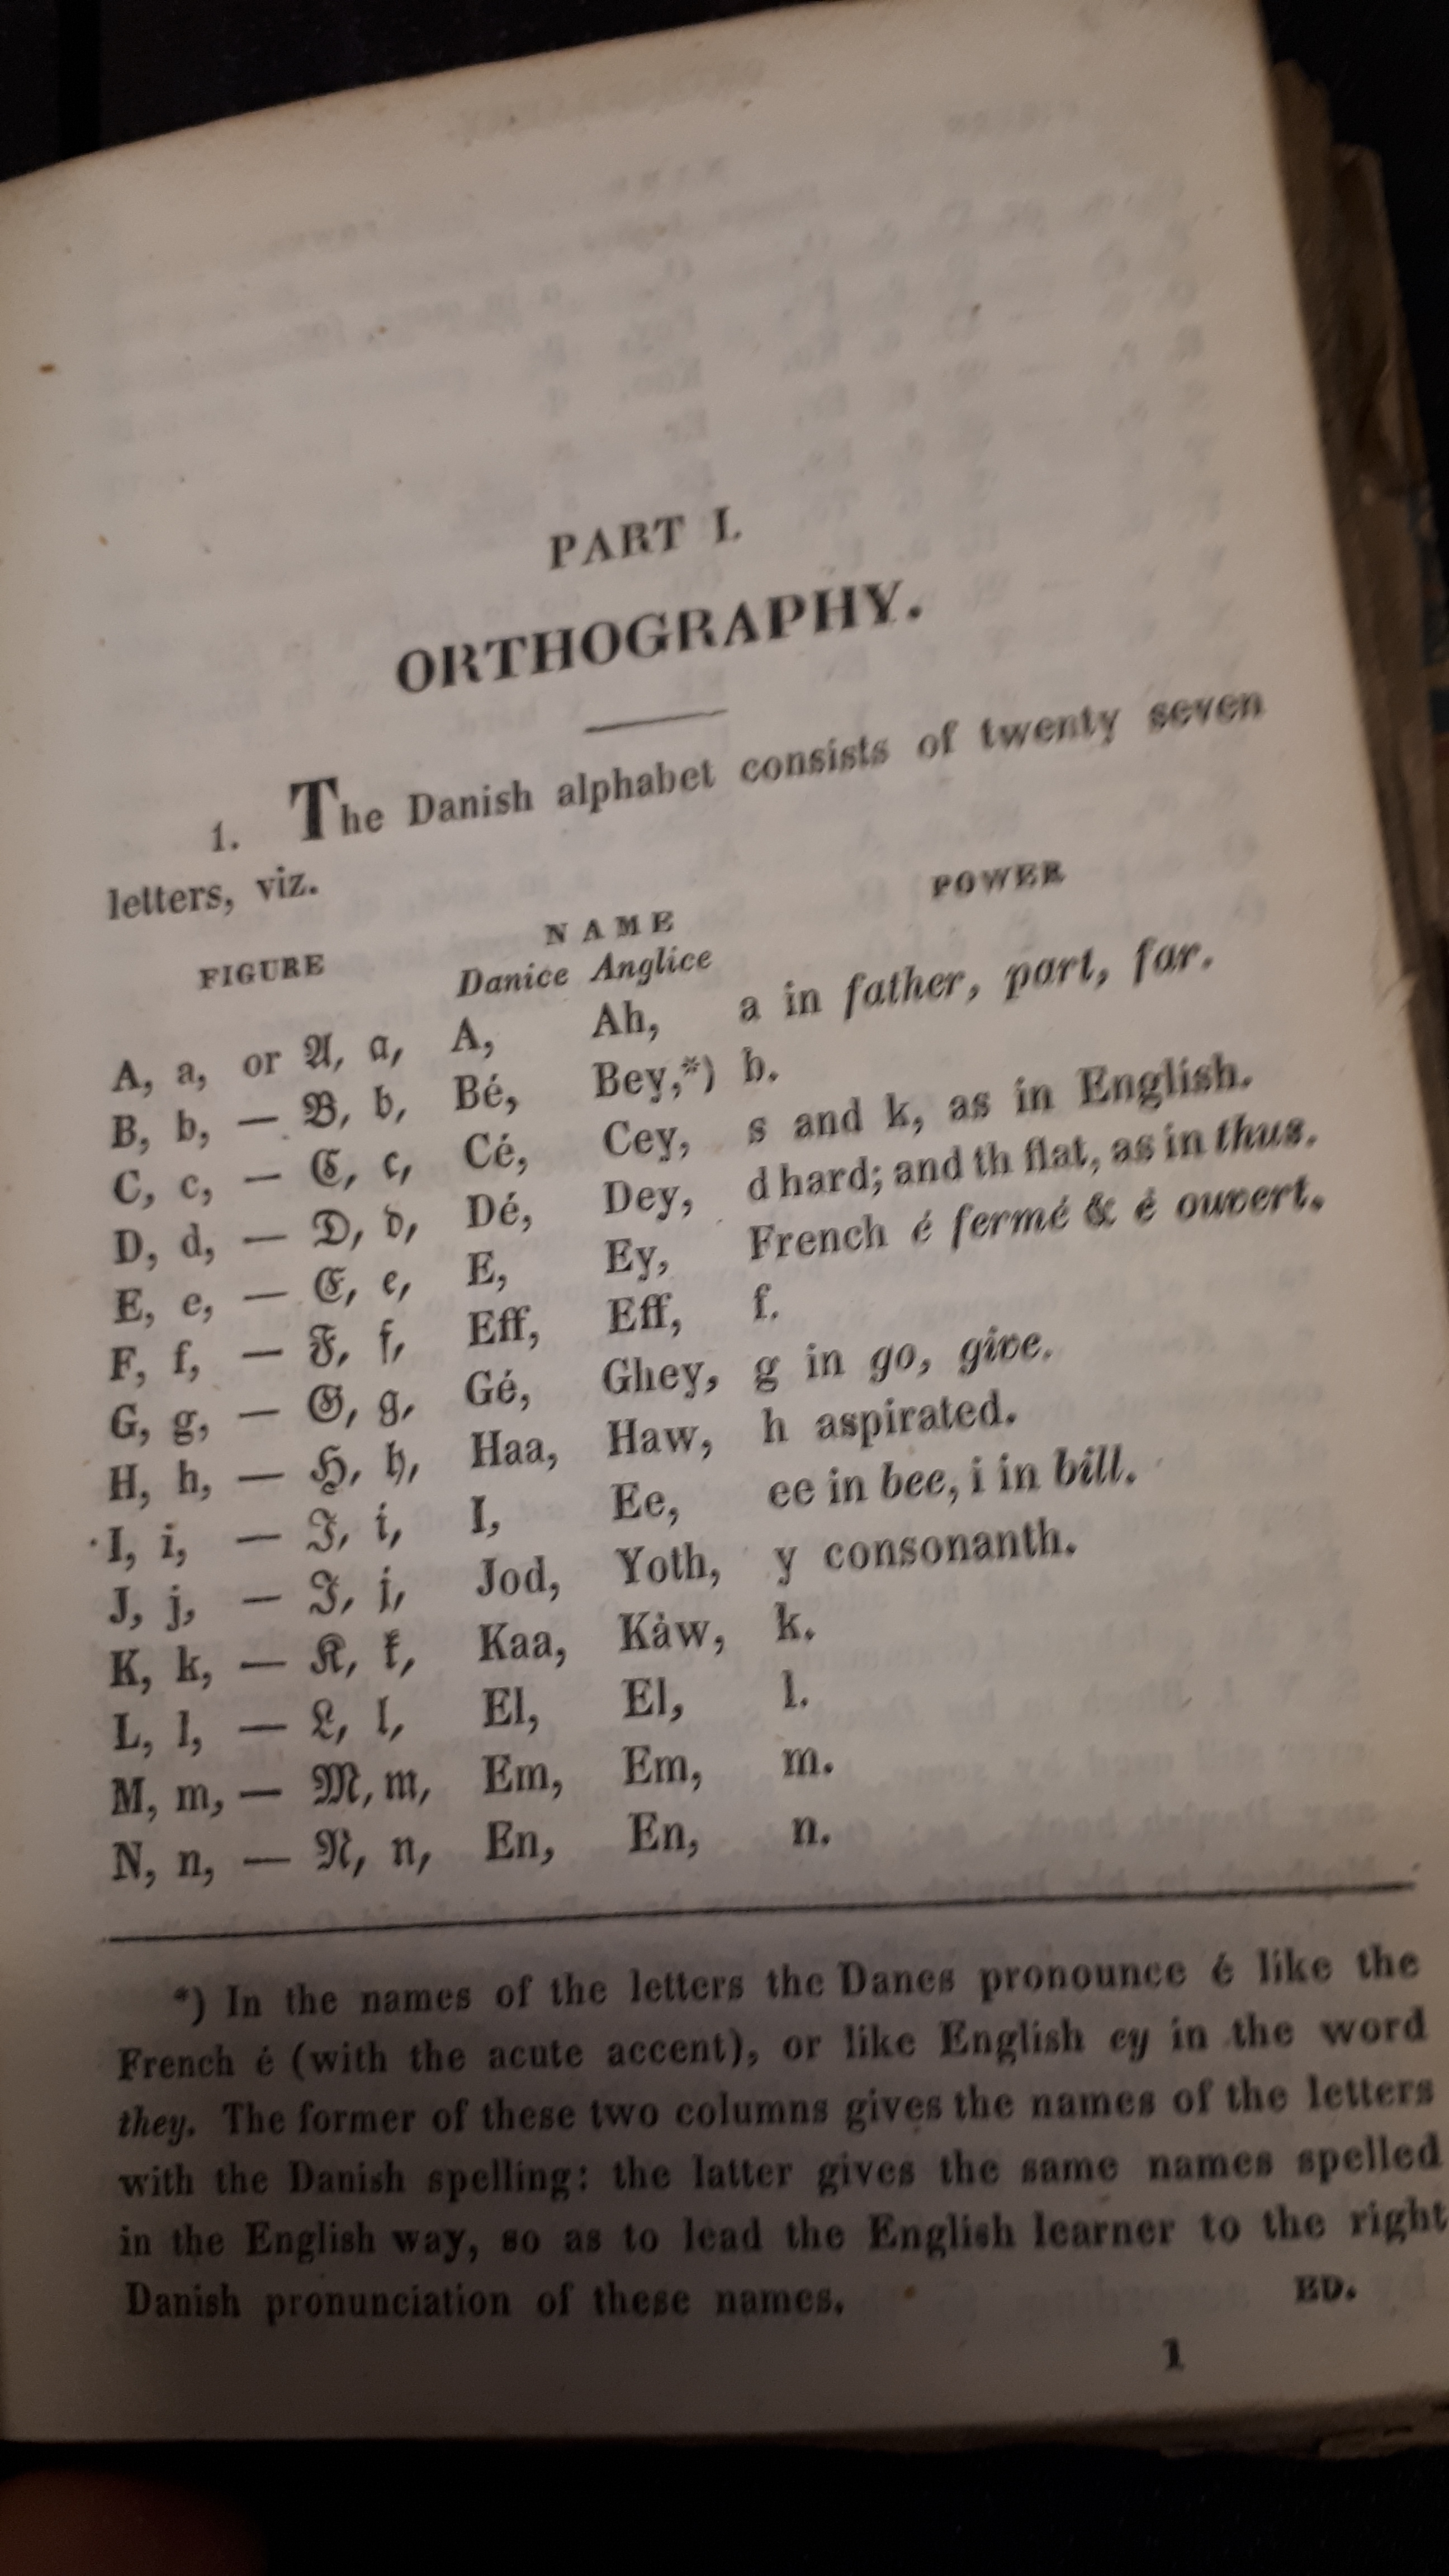 PART I.
ORTHOGRAPHY.
1. The Danish alphabet consists of twenty seven
letters, viz.
FIGURE NAME POWER
Danice Anglice
A, a, or 𝔄, 𝔞, A, Ah, a in father, part, far.
B, b, — 𝔅, 𝔟, Bé, Bey,*) b.
C, c, — ℭ, 𝔠, Cé, Cey, s and k, as in English.
D, d, — 𝔇, 𝔡, Dé, Dey, d hard; and th flat, as in thus.
E, e, — 𝔈, 𝔢, E, Ey, French é fermé & è ouvert.
F, f, — 𝔉, 𝔣, Eff, Eff, f.
G, g, — 𝔊, 𝔤, Gé, Ghey, g in go, give.
H, h, — ℌ, 𝔥, Haa, Haw, h aspirated.
I, i, — ℑ, 𝔦, I, Ee, ee in bee, i in bill.
J, j, — 𝔍, 𝔧, Jod, Yoth, y consonanth.
K, k, — 𝔎, 𝔨, Kaa, Kàw, k.
L, l, — 𝔏, 𝔩, El, El, l.
M, m, — 𝔐, 𝔪, Em, Em, m.
N, n, — 𝔑, 𝔫, En, En, n.
*) In the names of the letters the Danes pronounce é like the
French é (with the acute accent), or like English ey in the word
they. The former of these two columns gives the names of the letters
with the Danish spelling: the latter gives the same names spelled
in the English way, so as to lead the English learner to the right
Danish pronunciation of these names. ED.
1